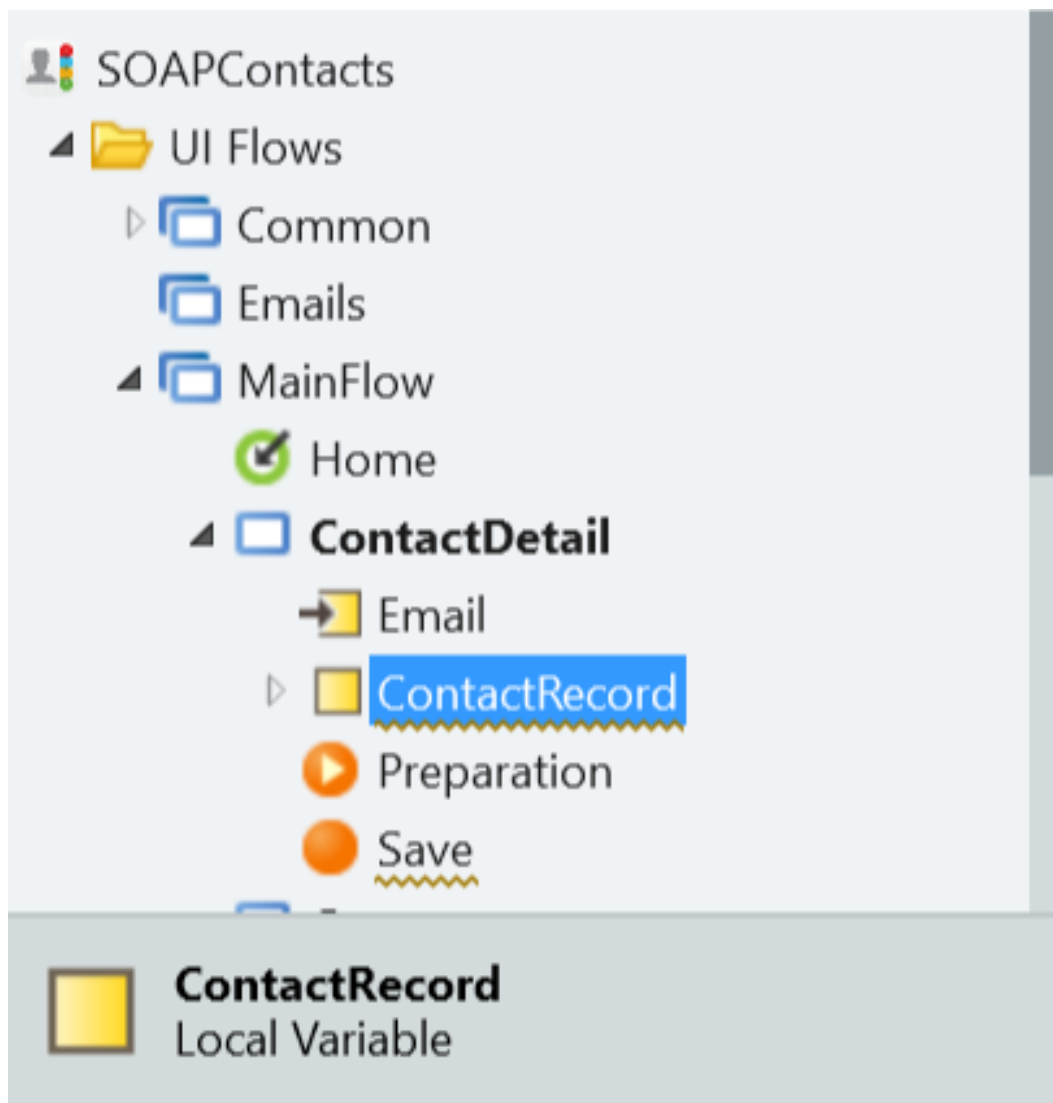 SOAPContacts
UI Flows
Common
Emails
MainFlow
Home
ContactDetail
Email
ContactRecord
Preparation
Save
ContactRecord
Local Variable